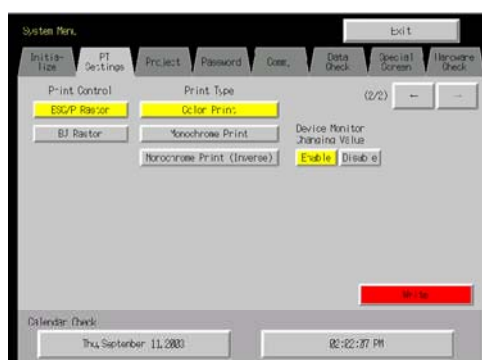 System Menu
Exit
Initia-
lize
PT
Settings
Project
Password
Comm.
Data
Check
Special
Screen
Hardware
Check
Print Control
Print Type
(2/2)
←
→
ESC/P Raster
Color Print
BJ Raster
Monochrome Print
Device Monitor
Changing Value
Monochrome Print (Inverse)
Enable
Disable
Write
Calendar Check
Thu, September 11, 2003
02:22:37 PM